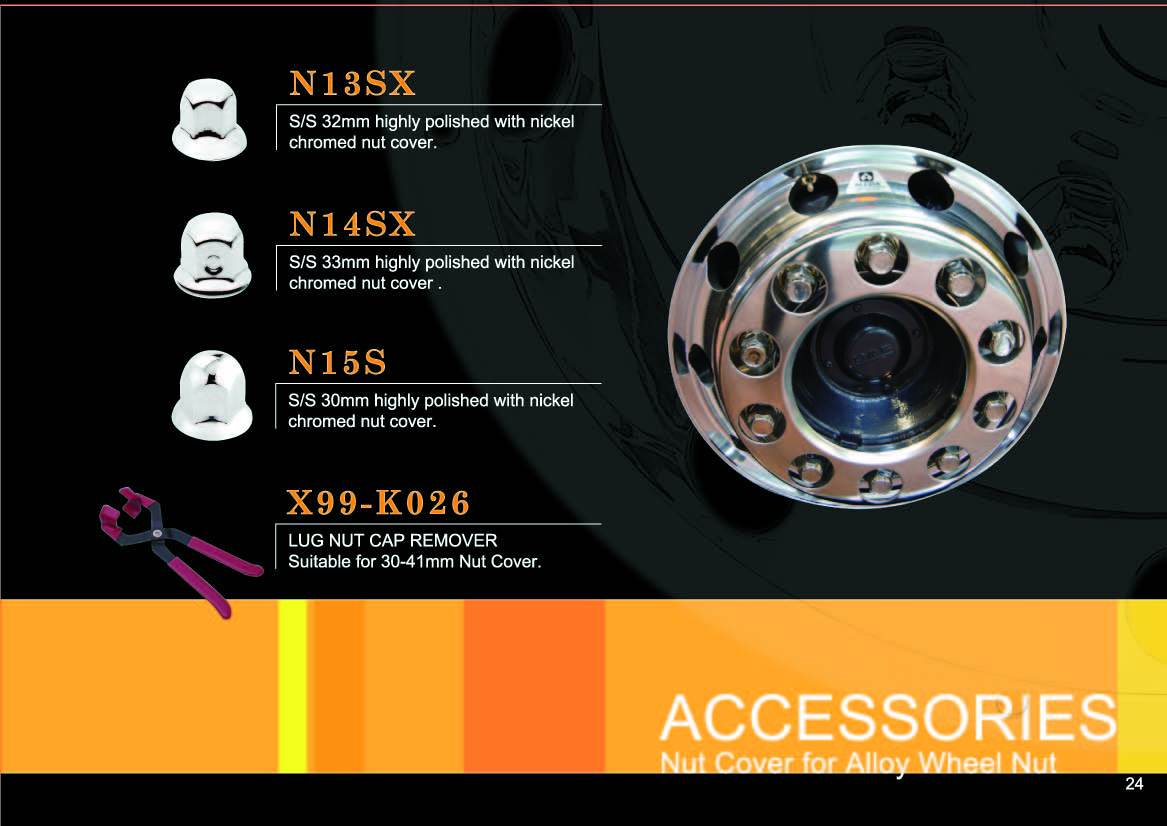 N13SX
S/S 32mm highly polished with nickel
chromed nut cover.
N14SX
S/S 33mm highly polished with nickel
chromed nut cover .
N15S
S/S 30mm highly polished with nickel
chromed nut cover.
X99-K026
LUG NUT CAP REMOVER
Suitable for 30-41mm Nut Cover.
ACCESSORIES
Nut Cover for Alloy Wheel Nut
24